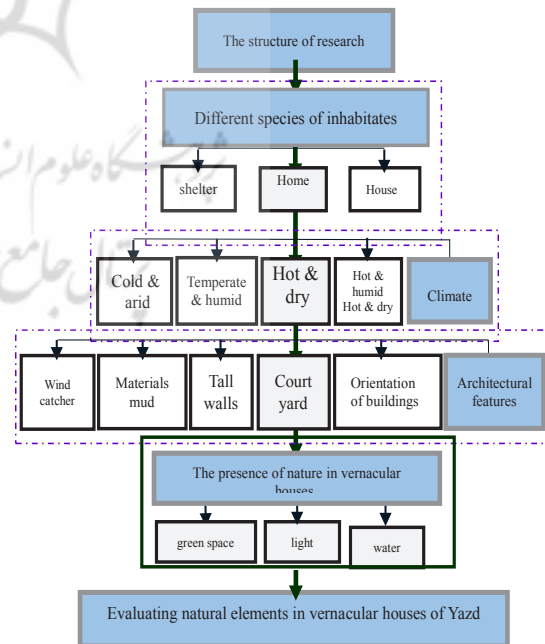 The structure of research
Different species of inhabitates
shelter
Home
House
Cold &
arid
Temperate
& humid
Hot &
dry
Hot &
humid
Hot & dry
Climate
Wind
catcher
Materials
mud
Tall
walls
Court
yard
Orientation
of buildings
Architectural
features
The presence of nature in vernacular
houses
green space
light
water
Evaluating natural elements in vernacular houses of Yazd